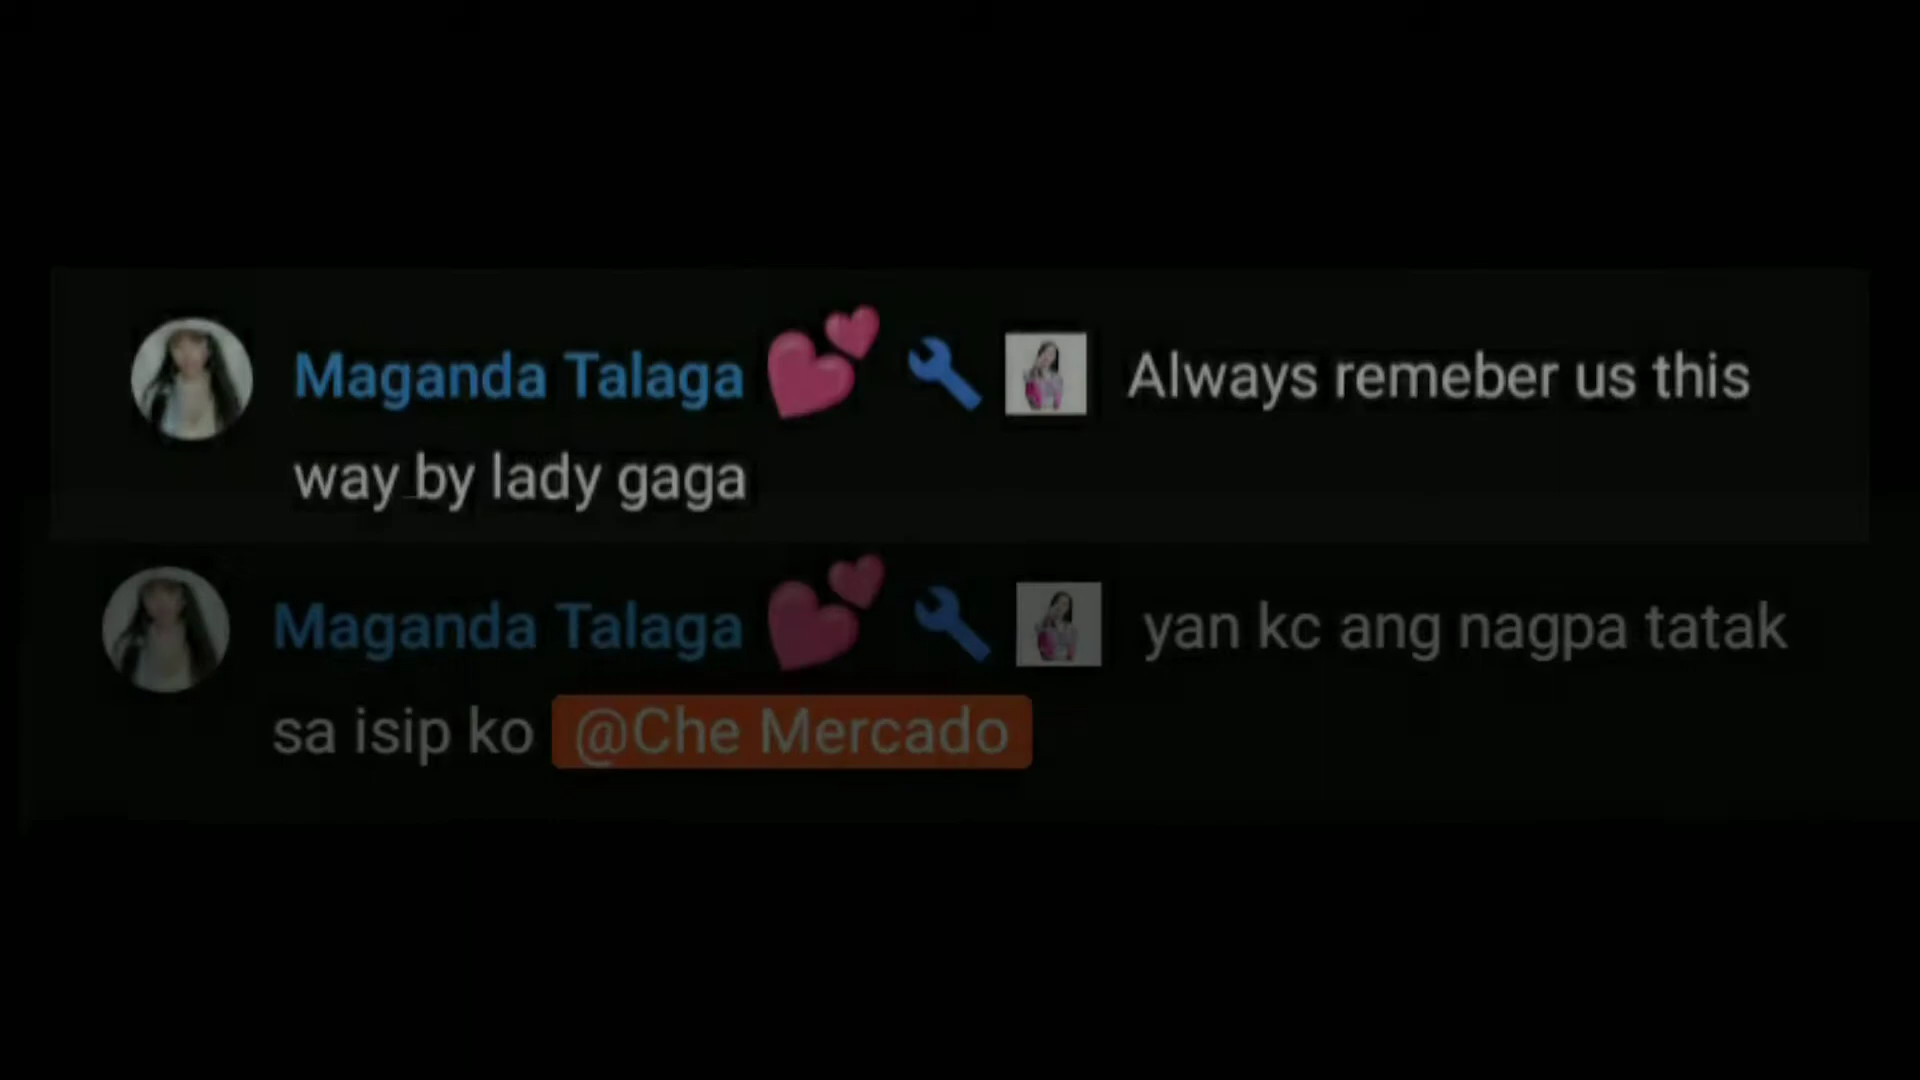 Maganda Talaga 💕 Always remeber us this
way by lady gaga
Maganda Talaga 💕 yan kc ang nagpa tatak
sa isip ko @Che Mercado